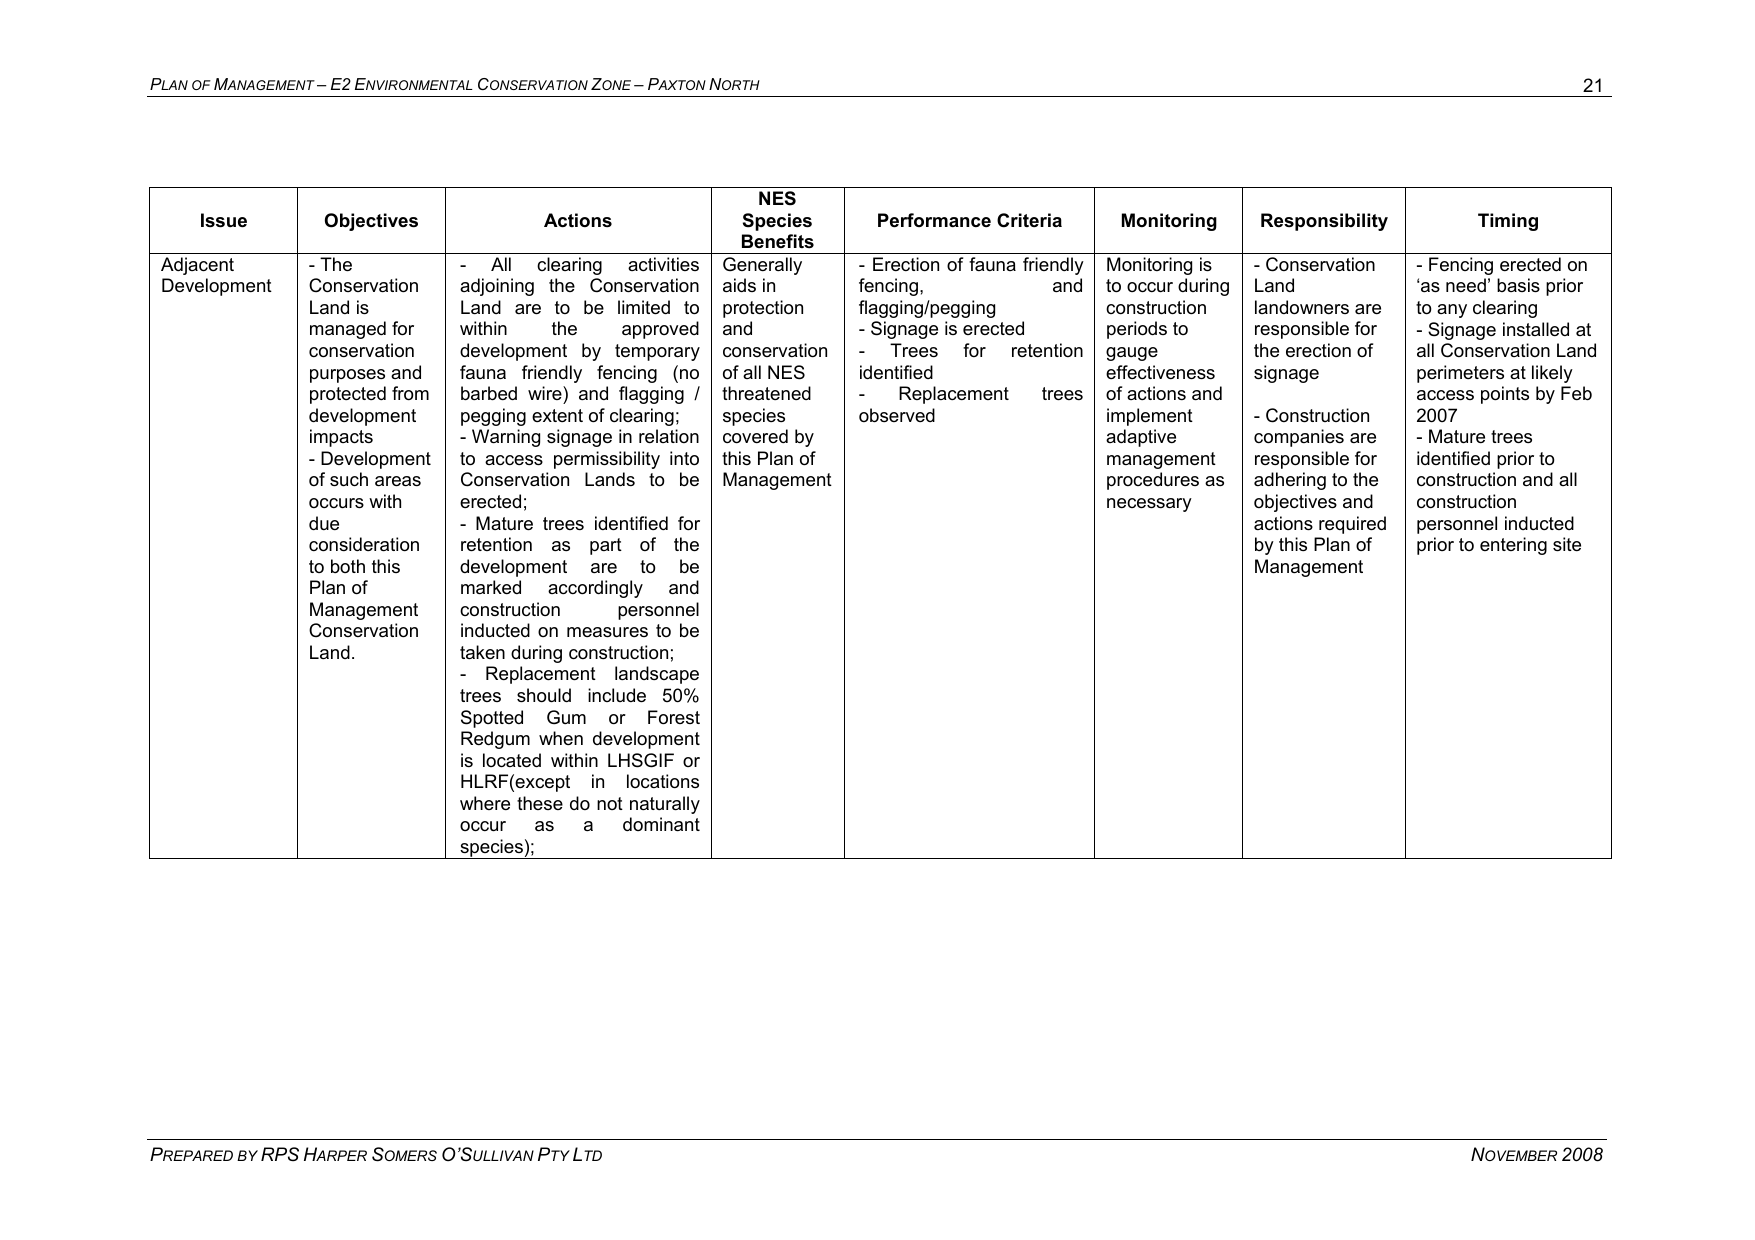 PLAN OF MANAGEMENT – E2 ENVIRONMENTAL CONSERVATION ZONE – PAXTON NORTH 21
Issue
Objectives
Actions
NES
Species
Benefits
Performance Criteria
Monitoring
Responsibility
Timing
Adjacent
Development
- The
Conservation
Land is
managed for
conservation
purposes and
protected from
development
impacts
- Development
of such areas
occurs with
due
consideration
to both this
Plan of
Management
Conservation
Land.
- All clearing activities
adjoining the Conservation
Land are to be limited to
within the approved
development by temporary
fauna friendly fencing (no
barbed wire) and flagging /
pegging extent of clearing;
- Warning signage in relation
to access permissibility into
Conservation Lands to be
erected;
- Mature trees identified for
retention as part of the
development are to be
marked accordingly and
construction personnel
inducted on measures to be
taken during construction;
- Replacement landscape
trees should include 50%
Spotted Gum or Forest
Redgum when development
is located within LHSGIF or
HLRF(except in locations
where these do not naturally
occur as a dominant
species);
Generally
aids in
protection
and
conservation
of all NES
threatened
species
covered by
this Plan of
Management
- Erection of fauna friendly
fencing, and
flagging/pegging
- Signage is erected
- Trees for retention
identified
- Replacement trees
observed
Monitoring is
to occur during
construction
periods to
gauge
effectiveness
of actions and
implement
adaptive
management
procedures as
necessary
- Conservation
Land
landowners are
responsible for
the erection of
signage
- Construction
companies are
responsible for
adhering to the
objectives and
actions required
by this Plan of
Management
- Fencing erected on
‘as need’ basis prior
to any clearing
- Signage installed at
all Conservation Land
perimeters at likely
access points by Feb
2007
- Mature trees
identified prior to
construction and all
construction
personnel inducted
prior to entering site
PREPARED BY RPS HARPER SOMERS O’SULLIVAN PTY LTD NOVEMBER 2008